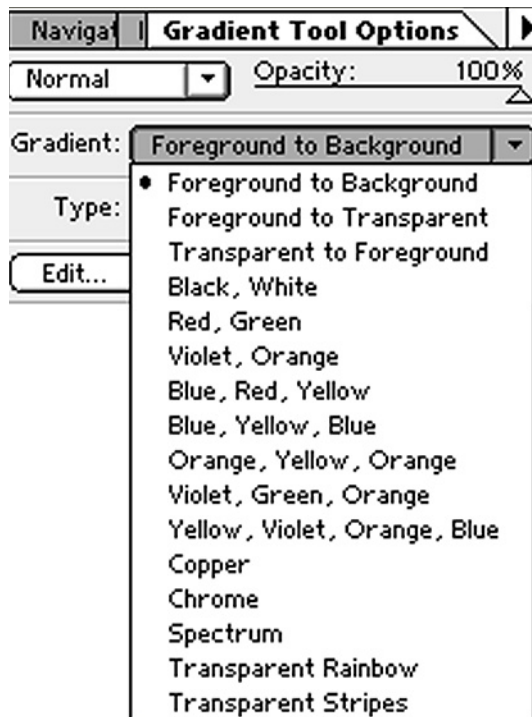 Navigat Gradient Tool Options
Normal Opacity: 100%
Gradient: Foreground to Background
Foreground to Background
Type: Foreground to Transparent
Transparent to Foreground
Edit... Black, White
Red, Green
Violet, Orange
Blue, Red, Yellow
Blue, Yellow, Blue
Orange, Yellow, Orange
Violet, Green, Orange
Yellow, Violet, Orange, Blue
Copper
Chrome
Spectrum
Transparent Rainbow
Transparent Stripes